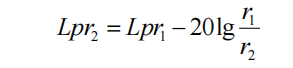 Lpr₂ = Lpr₁ − 20lg r₁/r₂